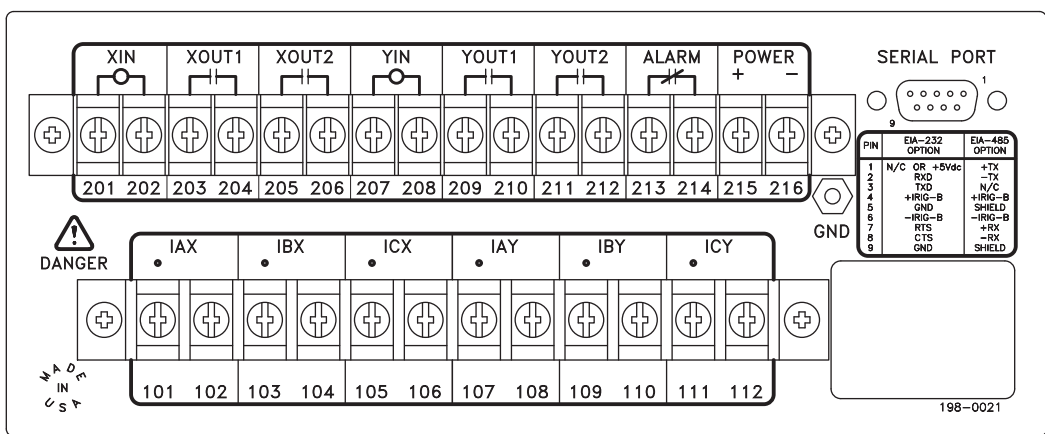 XIN XOUT1 XOUT2 YIN YOUT1 YOUT2 ALARM POWER
+ −
201 202 203 204 205 206 207 208 209 210 211 212 213 214 215 216
SERIAL PORT
1
9
PIN EIA−232 OPTION EIA−485 OPTION
1 N/C OR +5Vdc +TX
2 RXD −TX
3 TXD N/C
4 +IRIG−B +IRIG−B
5 GND SHIELD
6 −IRIG−B −IRIG−B
7 RTS +RX
8 CTS −RX
9 GND SHIELD
GND
DANGER
IAX IBX ICX IAY IBY ICY
101 102 103 104 105 106 107 108 109 110 111 112
MADE
IN
USA
198−0021